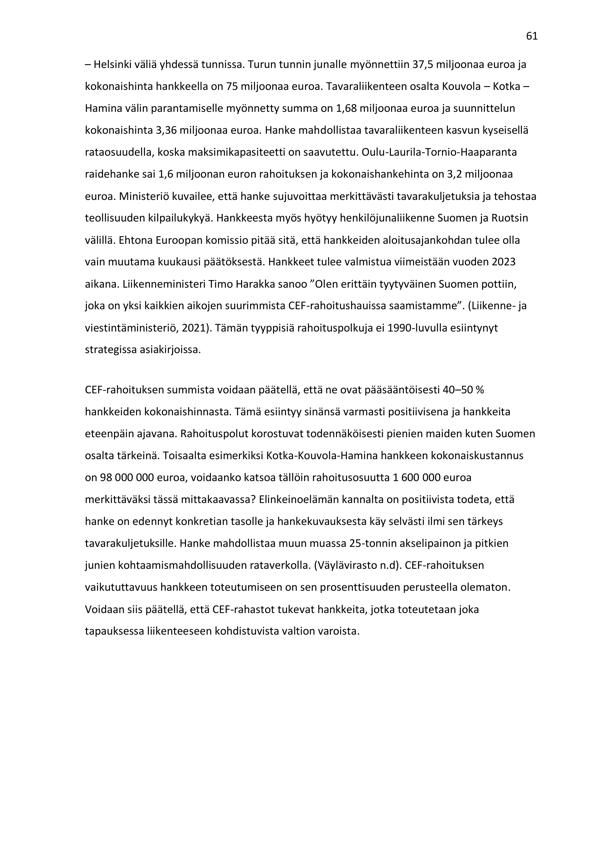 61
– Helsinki väliä yhdessä tunnissa. Turun tunnin junalle myönnettiin 37,5 miljoonaa euroa ja
kokonaishinta hankkeella on 75 miljoonaa euroa. Tavaraliikenteen osalta Kouvola – Kotka –
Hamina välin parantamiselle myönnetty summa on 1,68 miljoonaa euroa ja suunnittelun
kokonaishinta 3,36 miljoonaa euroa. Hanke mahdollistaa tavaraliikenteen kasvun kyseisellä
rataosuudella, koska maksimikapasiteetti on saavutettu. Oulu-Laurila-Tornio-Haaparanta
raidehanke sai 1,6 miljoonan euron rahoituksen ja kokonaishankehinta on 3,2 miljoonaa
euroa. Ministeriö kuvailee, että hanke sujuvoittaa merkittävästi tavarakuljetuksia ja tehostaa
teollisuuden kilpailukykyä. Hankkeesta myös hyötyy henkilöjunaliikenne Suomen ja Ruotsin
välillä. Ehtona Euroopan komissio pitää sitä, että hankkeiden aloitusajankohdan tulee olla
vain muutama kuukausi päätöksestä. Hankkeet tulee valmistua viimeistään vuoden 2023
aikana. Liikenneministeri Timo Harakka sanoo ”Olen erittäin tyytyväinen Suomen pottiin,
joka on yksi kaikkien aikojen suurimmista CEF-rahoitushauissa saamistamme”. (Liikenne- ja
viestintäministeriö, 2021). Tämän tyyppisiä rahoituspolkuja ei 1990-luvulla esiintynyt
strategissa asiakirjoissa.
CEF-rahoituksen summista voidaan päätellä, että ne ovat pääsääntöisesti 40–50 %
hankkeiden kokonaishinnasta. Tämä esiintyy sinänsä varmasti positiivisena ja hankkeita
eteenpäin ajavana. Rahoituspolut korostuvat todennäköisesti pienien maiden kuten Suomen
osalta tärkeinä. Toisaalta esimerkiksi Kotka-Kouvola-Hamina hankkeen kokonaiskustannus
on 98 000 000 euroa, voidaanko katsoa tällöin rahoitusosuutta 1 600 000 euroa
merkittäväksi tässä mittakaavassa? Elinkeinoelämän kannalta on positiivista todeta, että
hanke on edennyt konkretian tasolle ja hankekuvauksesta käy selvästi ilmi sen tärkeys
tavarakuljetuksille. Hanke mahdollistaa muun muassa 25-tonnin akselipainon ja pitkien
junien kohtaamismahdollisuuden rataverkolla. (Väylävirasto n.d). CEF-rahoituksen
vaikututtavuus hankkeen toteutumiseen on sen prosenttisuuden perusteella olematon.
Voidaan siis päätellä, että CEF-rahastot tukevat hankkeita, jotka toteutetaan joka
tapauksessa liikenteeseen kohdistuvista valtion varoista.